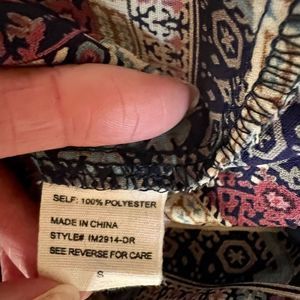 SELF: 100% POLYESTER
MADE IN CHINA
STYLE# IM2914-DR
SEE REVERSE FOR CARE
S